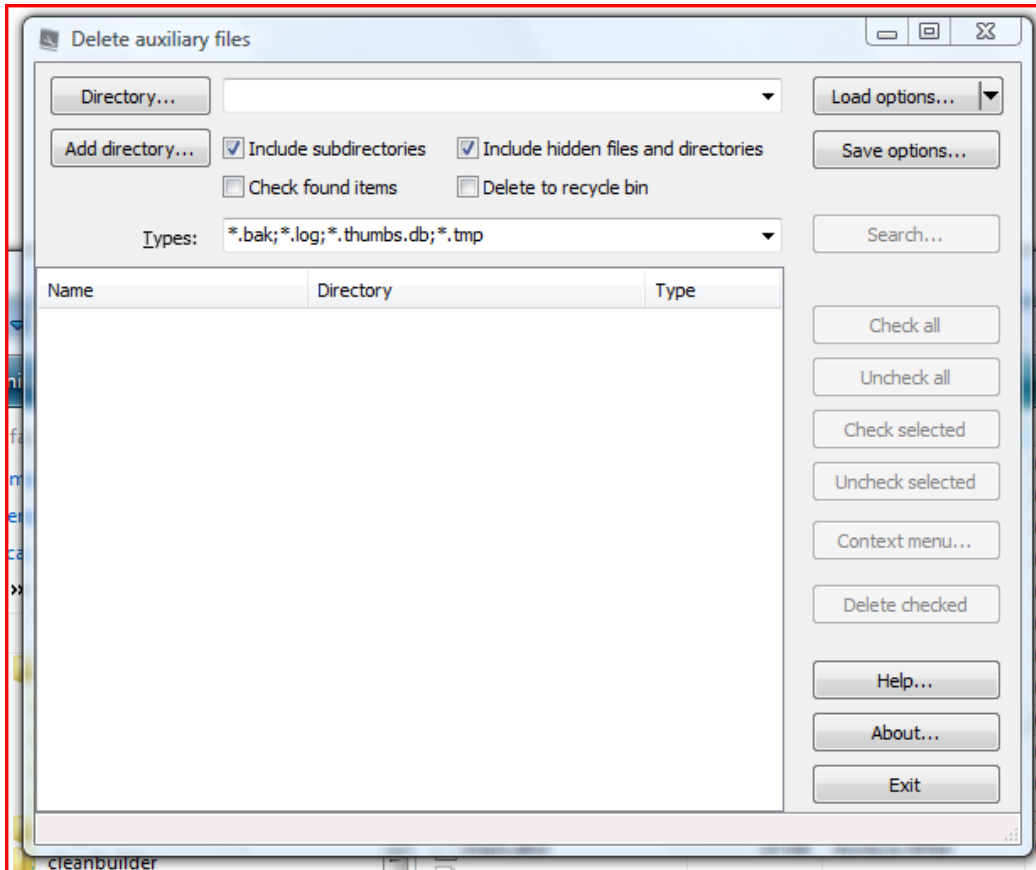 Delete auxiliary files
Directory...
Load options...
Add directory...
Include subdirectories
Include hidden files and directories
Save options...
Check found items
Delete to recycle bin
Types:
*.bak;*.log;*.thumbs.db;*.tmp
Search...
Name
Directory
Type
Check all
Uncheck all
Check selected
Uncheck selected
Context menu...
Delete checked
Help...
About...
Exit
cleanbuilder